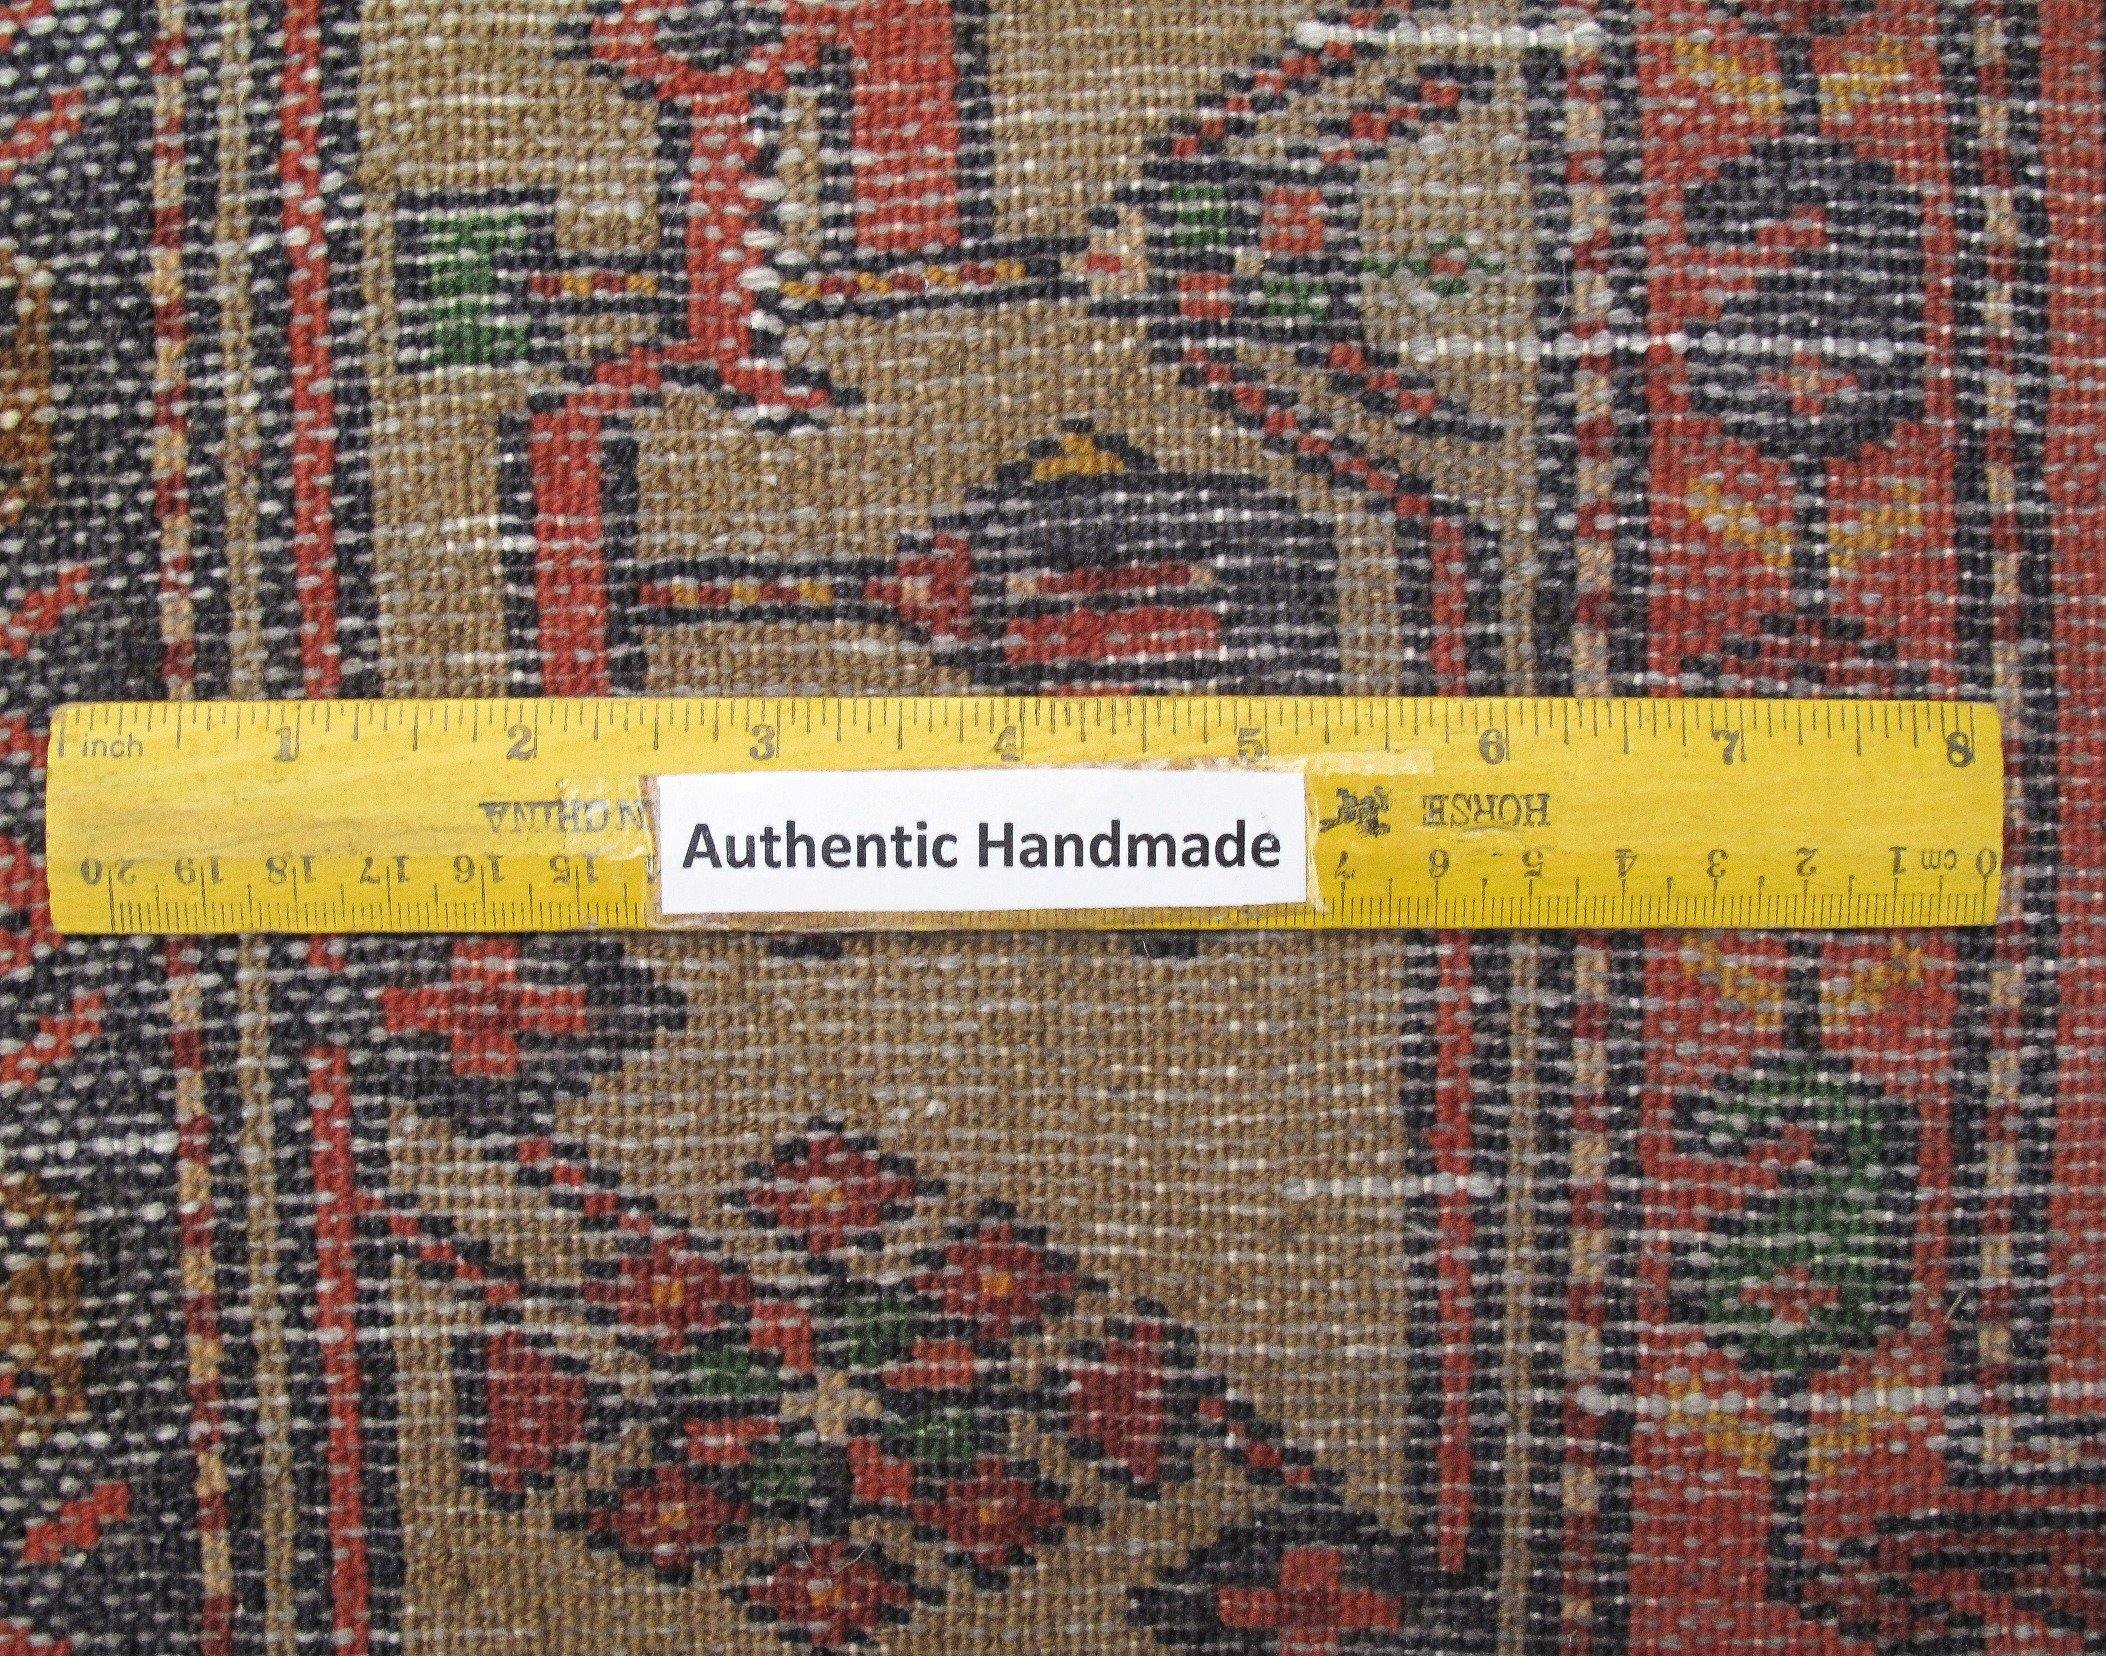 inch 1 2 3 4 5 6 7 8
HORSE
N CHINA
Authentic Handmade
0 cm 1 2 3 4 5 6 7
15 16 17 18 19 20